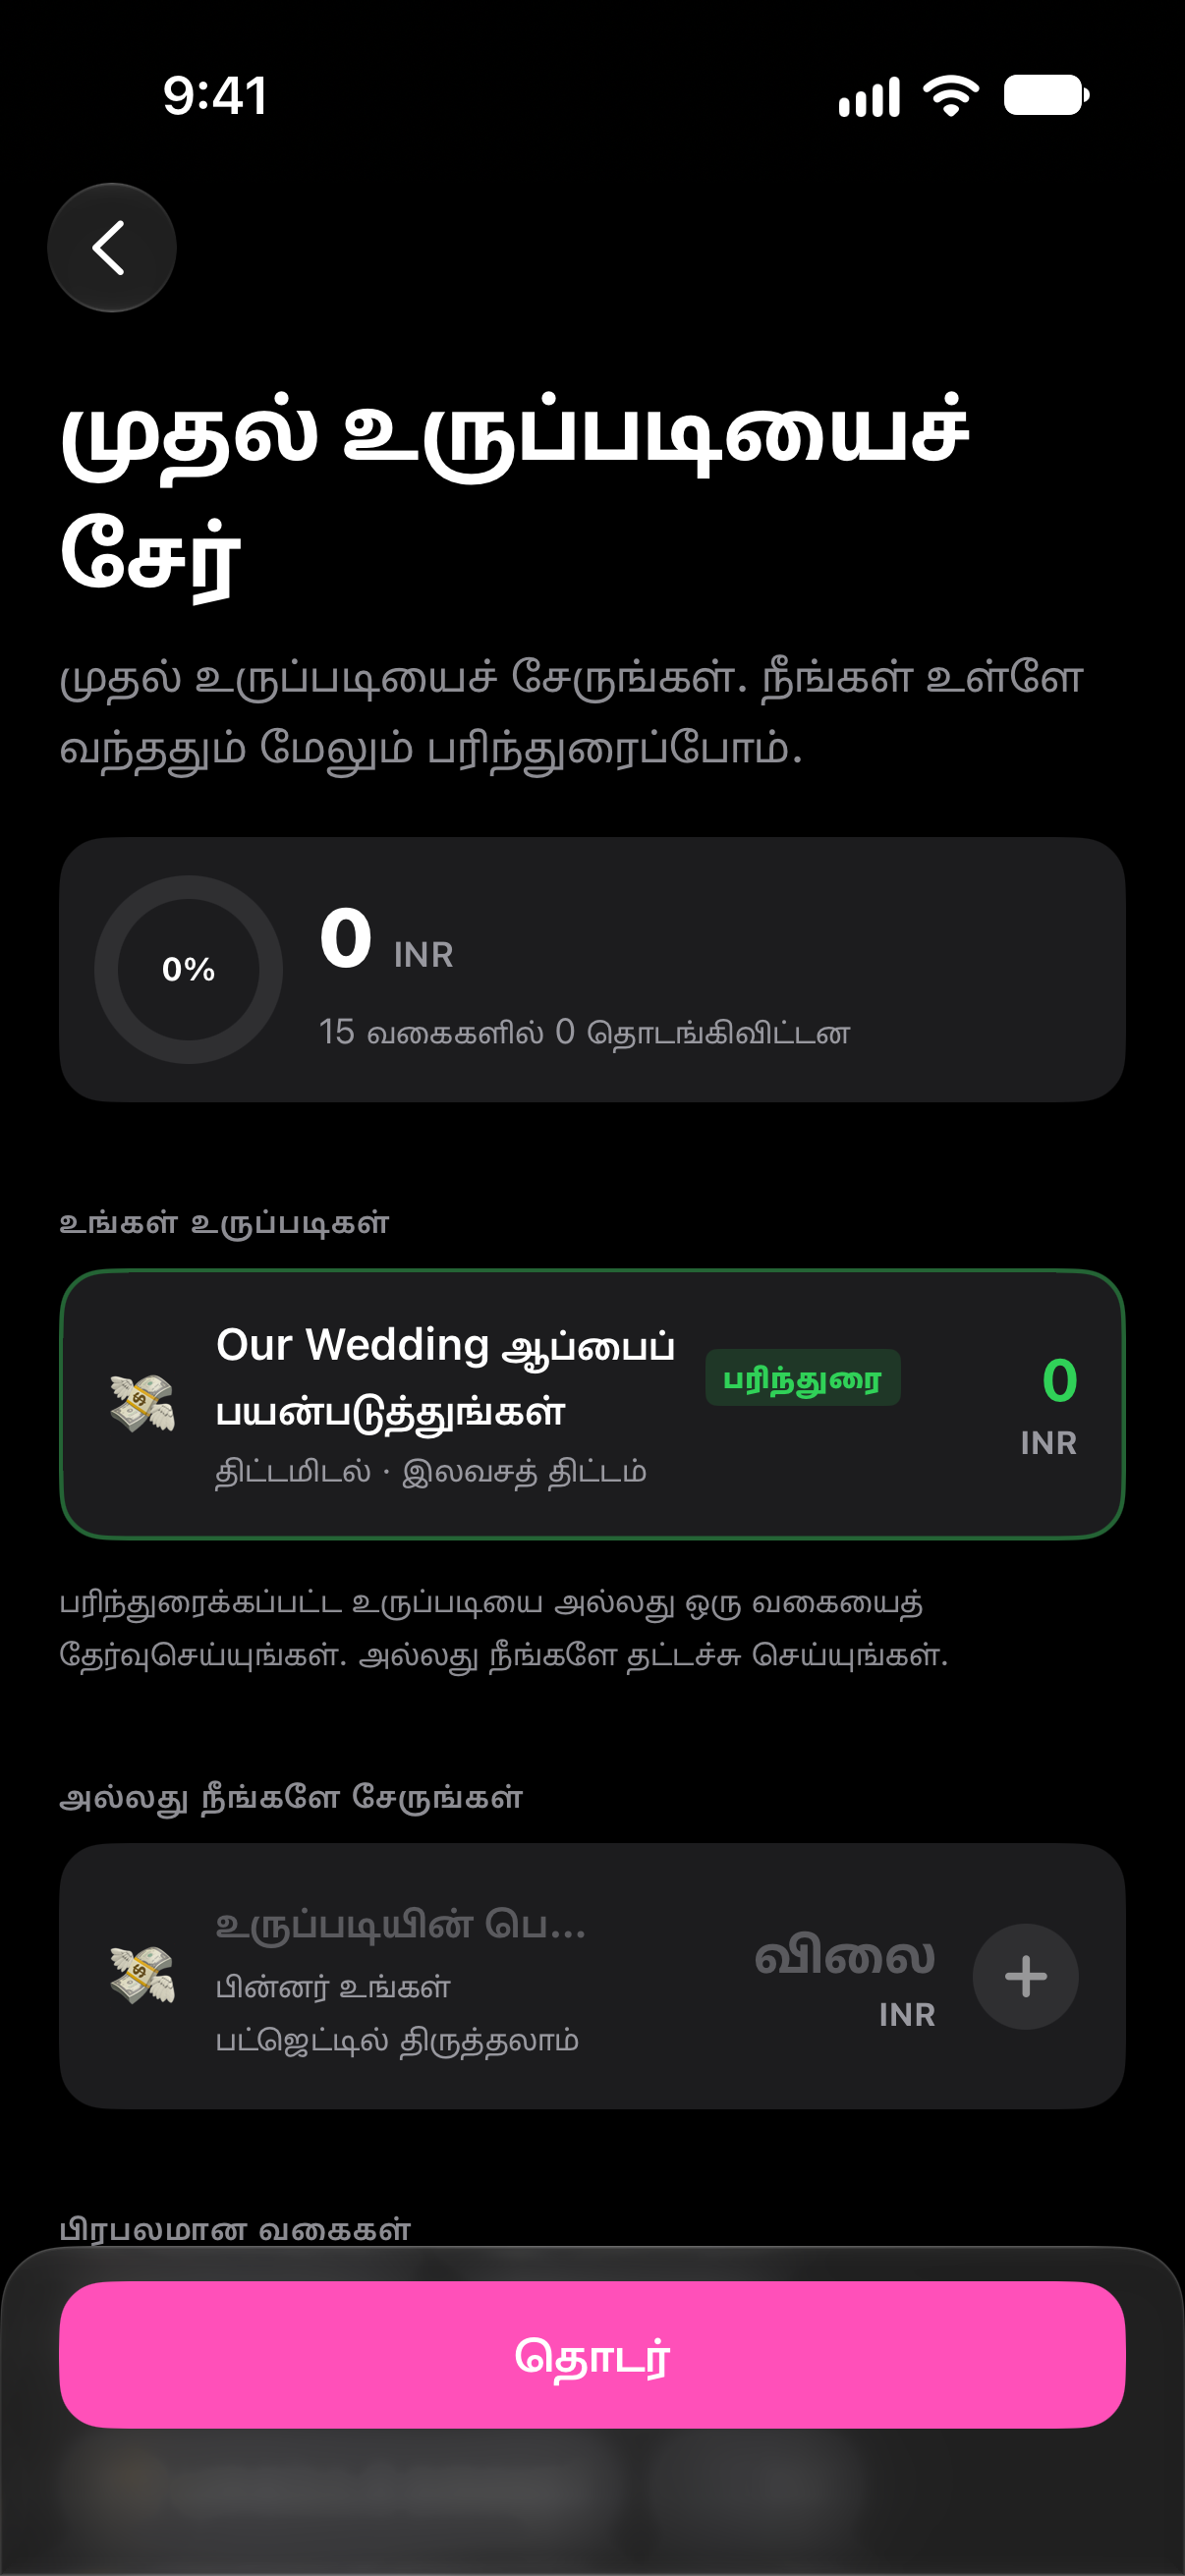 9:41
முதல் உருப்படியைச்
சேர்
முதல் உருப்படியைச் சேருங்கள். நீங்கள் உள்ளே
வந்ததும் மேலும் பரிந்துரைப்போம்.
0%
0 INR
15 வகைகளில் 0 தொடங்கிவிட்டன
உங்கள் உருப்படிகள்
Our Wedding ஆப்பைப்
பயன்படுத்துங்கள்
பரிந்துரை
0
INR
திட்டமிடல் · இலவசத் திட்டம்
பரிந்துரைக்கப்பட்ட உருப்படியை அல்லது ஒரு வகையைத்
தேர்வுசெய்யுங்கள். அல்லது நீங்களே தட்டச்சு செய்யுங்கள்.
அல்லது நீங்களே சேருங்கள்
உருப்படியின் பெ...
பின்னர் உங்கள்
பட்ஜெட்டில் திருத்தலாம்
விலை
INR
பிரபலமான வகைகள்
தொடர்